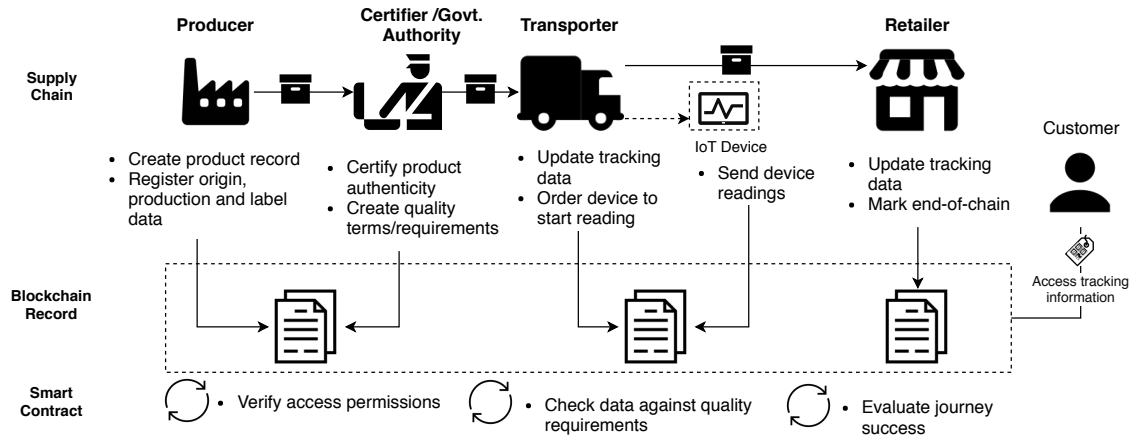 Producer
Certifier /Govt.
Authority
Transporter
Retailer
Supply
Chain
IoT Device
Customer
• Create product record
• Register origin,
production and label
data
• Certify product
authenticity
• Create quality
terms/requirements
• Update tracking
data
• Order device to
start reading
• Send device
readings
• Update tracking
data
• Mark end-of-chain
Access tracking
information
Blockchain
Record
Smart
Contract
• Verify access permissions
• Check data against quality
requirements
• Evaluate journey
success